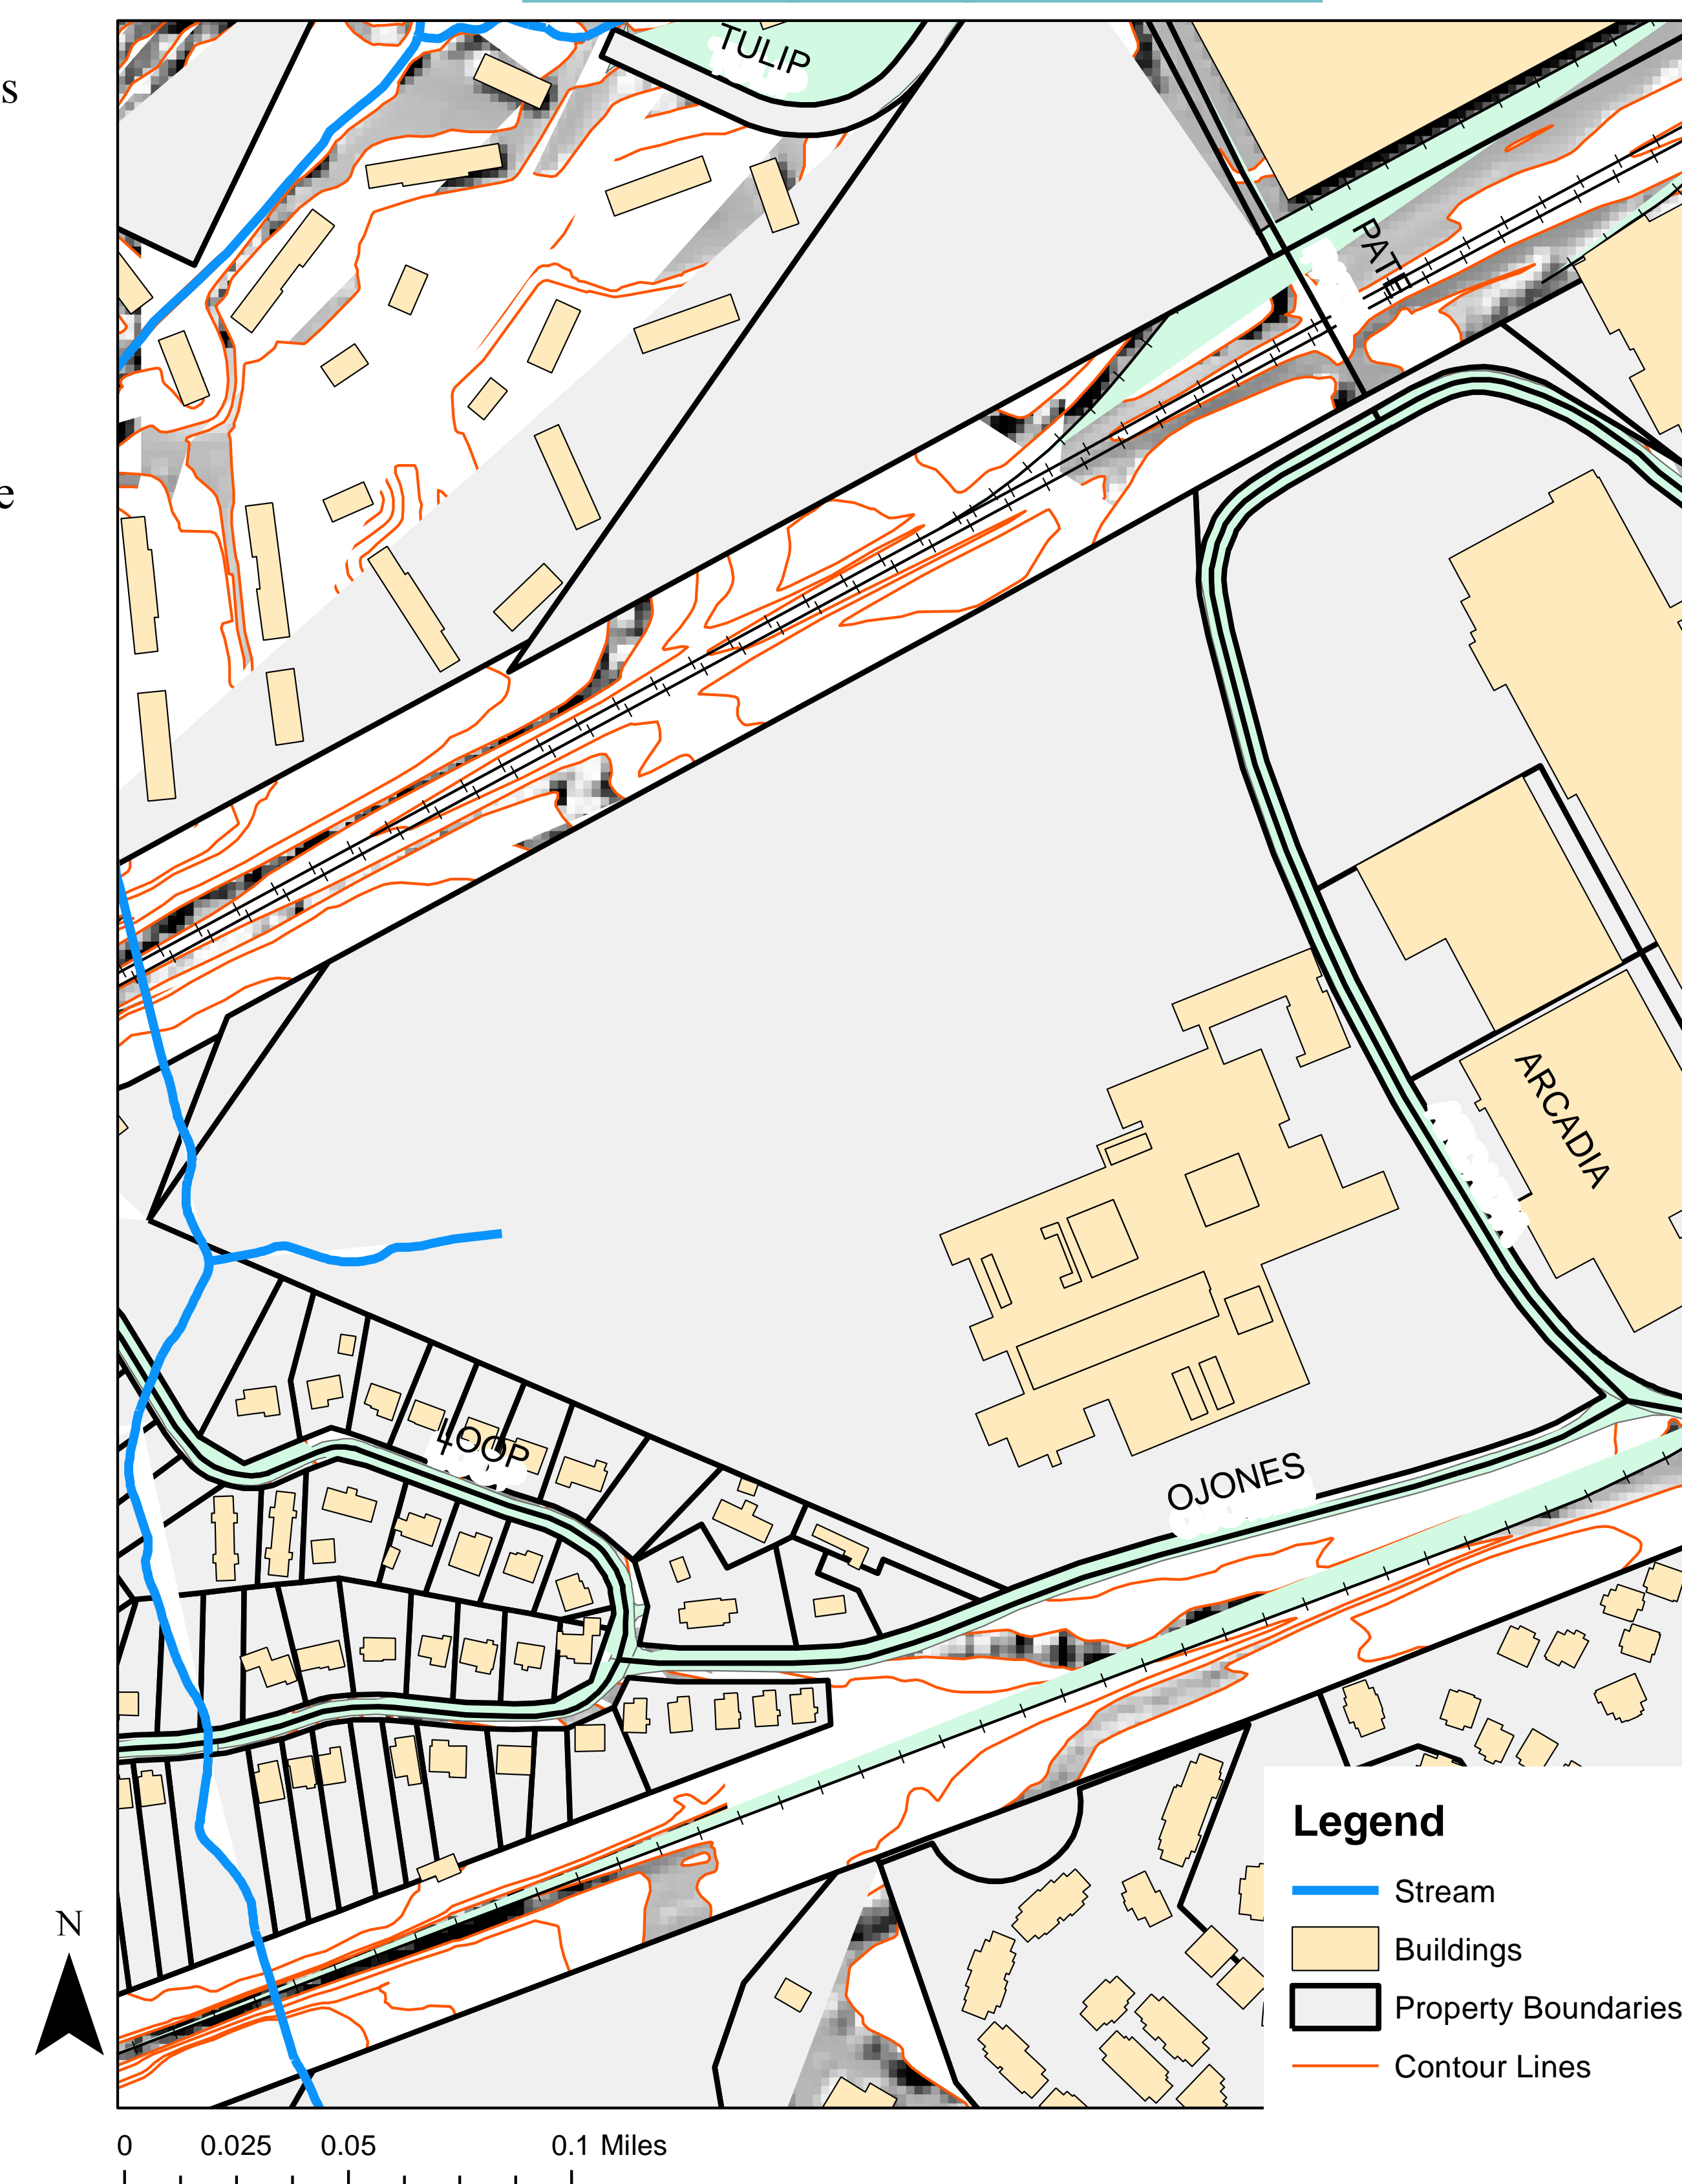 s
TULIP
PATE
e
ARCADIA
LOOP
OJONES
Legend
Stream
Buildings
Property Boundaries
Contour Lines
N
0 0.025 0.05 0.1 Miles